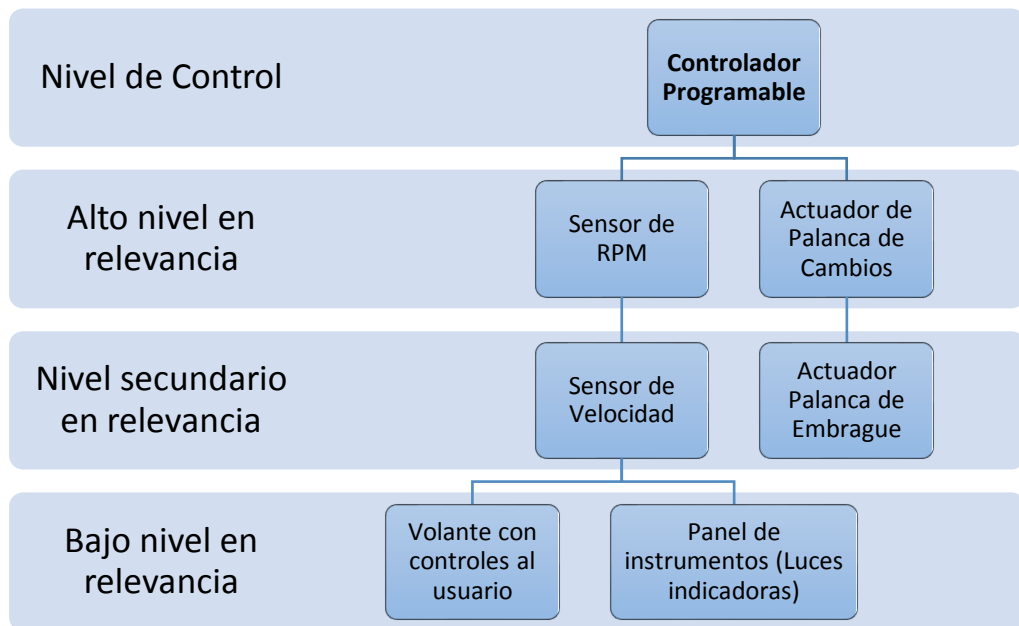 Nivel de Control
Controlador
Programable
Alto nivel en
relevancia
Sensor de
RPM
Actuador de
Palanca de
Cambios
Nivel secundario
en relevancia
Sensor de
Velocidad
Actuador
Palanca de
Embrague
Bajo nivel en
relevancia
Volante con
controles al
usuario
Panel de
instrumentos (Luces
indicadoras)